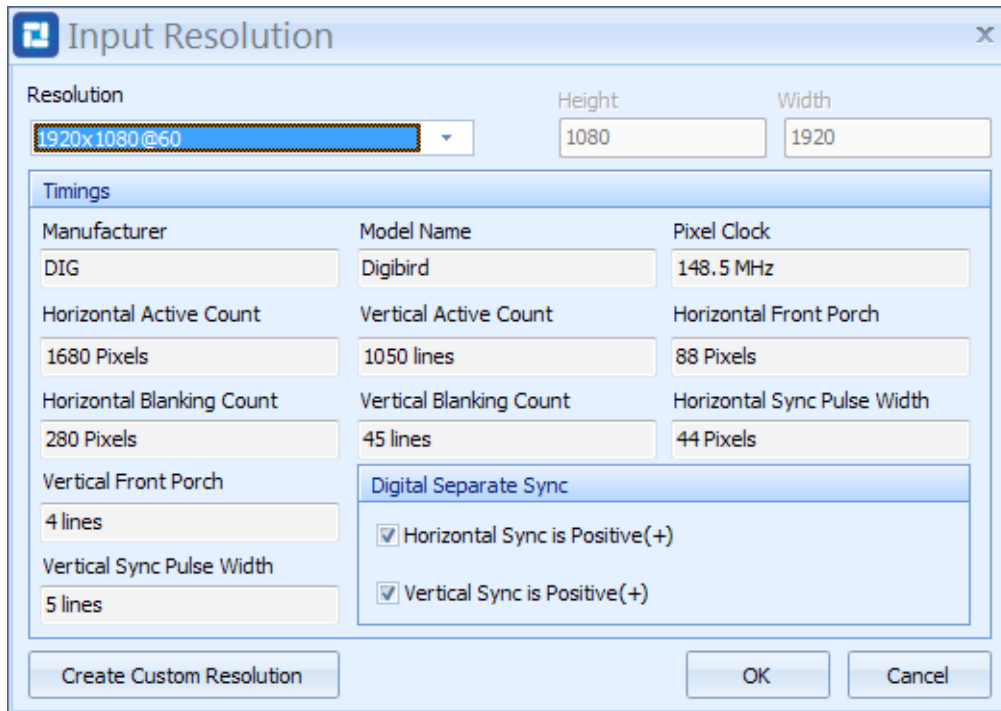 Input Resolution
x
Resolution
Height
Width
1920x1080@60
1080
1920
Timings
Manufacturer
Model Name
Pixel Clock
DIG
Digibird
148.5 MHz
Horizontal Active Count
Vertical Active Count
Horizontal Front Porch
1680 Pixels
1050 lines
88 Pixels
Horizontal Blanking Count
Vertical Blanking Count
Horizontal Sync Pulse Width
280 Pixels
45 lines
44 Pixels
Vertical Front Porch
Digital Separate Sync
4 lines
Horizontal Sync is Positive(+)
Vertical Sync Pulse Width
Vertical Sync is Positive(+)
5 lines
Create Custom Resolution
OK
Cancel